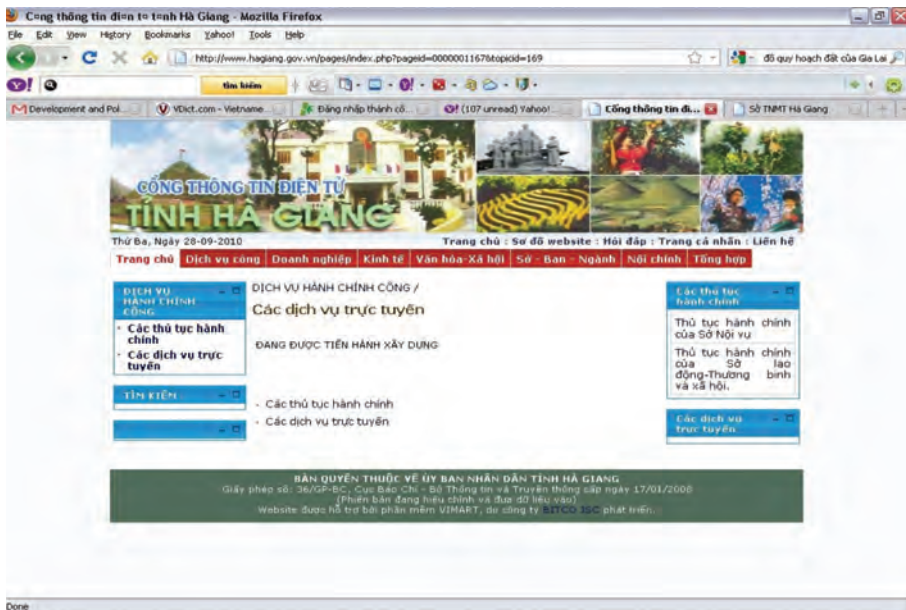 Cøng thông tin di¤n t¤ t¤nh Hà Giang - Mozilla Firefox
File Edit View History Bookmarks Yahoo! Tools Help
http://www.hagiang.gov.vn/pages/index.php?pageid=0000001167&topicid=169
đồ quy hoạch đất của Gia Lai
tìm kiếm
Development and Pol...
VDict.com - Vietname...
Đăng nhập thành cô...
(107 unread) Yahoo!...
Cổng thông tin đi...
Sở TNMT Hà Giang
CỔNG THÔNG TIN ĐIỆN TỬ
TỈNH HÀ GIANG
Thứ Ba, Ngày 28-09-2010
Trang chủ : Sơ đồ website : Hỏi đáp : Trang cá nhân : Liên hệ
Trang chủ Dịch vụ công Doanh nghiệp Kinh tế Văn hóa-Xã hội Sở - Ban - Ngành Nội chính Tổng hợp
DỊCH VỤ
HÀNH CHÍNH
CÔNG
Các thủ tục hành
chính
Các dịch vụ trực
tuyến
TÌM KIẾM
DỊCH VỤ HÀNH CHÍNH CÔNG /
Các dịch vụ trực tuyến
ĐANG ĐƯỢC TIẾN HÀNH XÂY DỰNG
- Các thủ tục hành chính
- Các dịch vụ trực tuyến
Các thủ tục
hành chính
Thủ tục hành chính
của Sở Nội vụ
Thủ tục hành chính
của Sở lao
động-Thương binh
và xã hội.
Các dịch vụ
trực tuyến
BẢN QUYỀN THUỘC VỀ ỦY BAN NHÂN DÂN TỈNH HÀ GIANG
Giấy phép số: 36/GP-BC, Cục Báo Chí - Bộ Thông tin và Truyền thông cấp ngày 17/01/2008
(Phiên bản đang hiệu chỉnh và đưa dữ liệu vào)
Website được hỗ trợ bởi phần mềm VIMART, do công ty BITCO JSC phát triển.
Done